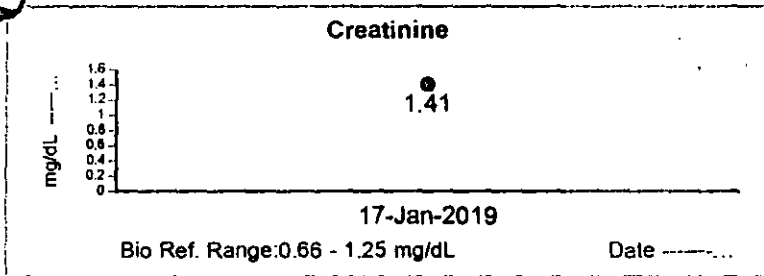 Creatinine
mg/dL -----...
1.6
1.4
1.2
1
0.8
0.6
0.4
0.2
0
1.41
17-Jan-2019
Bio Ref. Range:0.66 - 1.25 mg/dL
Date ------...